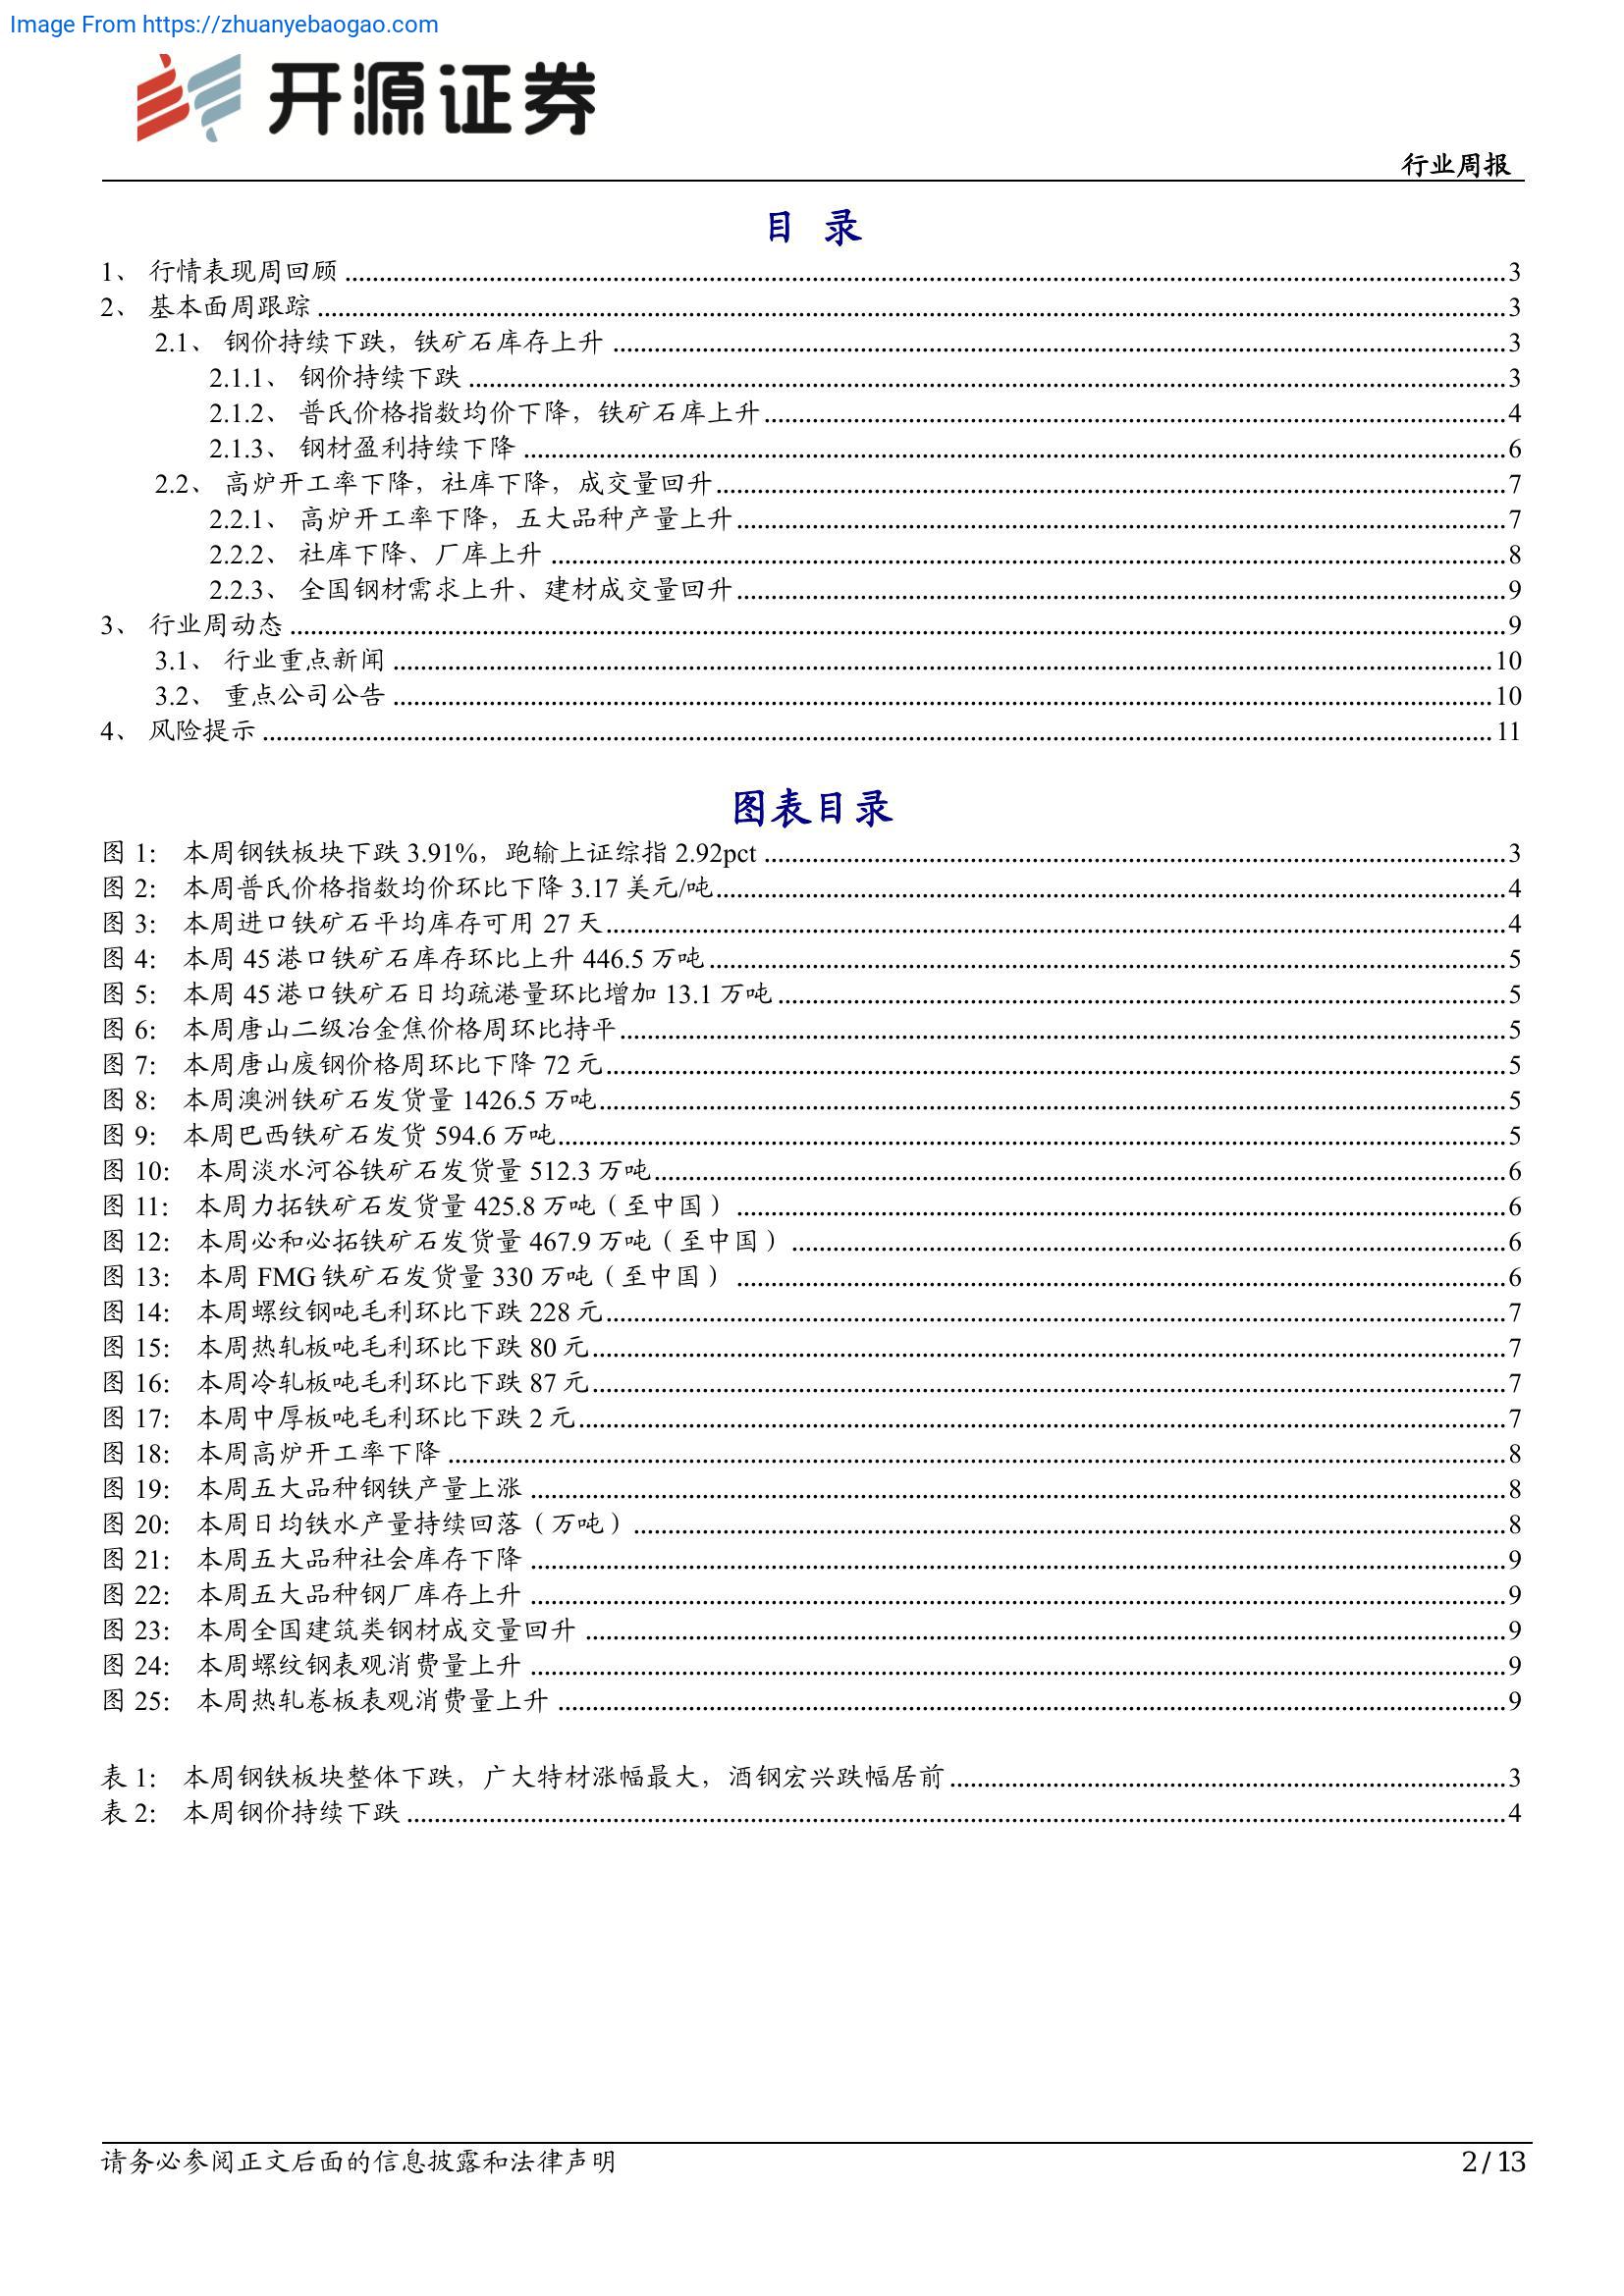 Image From https://zhuanyebaogao.com
开源证券
行业周报
目 录
1、 行情表现周回顾 3
2、 基本面周跟踪 3
2.1、 钢价持续下跌，铁矿石库存上升 3
2.1.1、 钢价持续下跌 3
2.1.2、 普氏价格指数均价下降，铁矿石库上升 4
2.1.3、 钢材盈利持续下降 6
2.2、 高炉开工率下降，社库下降，成交量回升 7
2.2.1、 高炉开工率下降，五大品种产量上升 7
2.2.2、 社库下降、厂库上升 8
2.2.3、 全国钢材需求上升、建材成交量回升 9
3、 行业周动态 9
3.1、 行业重点新闻 10
3.2、 重点公司公告 10
4、 风险提示 11
图表目录
图 1： 本周钢铁板块下跌 3.91%，跑输上证综指 2.92pct 3
图 2： 本周普氏价格指数均价环比下降 3.17 美元/吨 4
图 3： 本周进口铁矿石平均库存可用 27 天 4
图 4： 本周 45 港口铁矿石库存环比上升 446.5 万吨 5
图 5： 本周 45 港口铁矿石日均疏港量环比增加 13.1 万吨 5
图 6： 本周唐山二级冶金焦价格周环比持平 5
图 7： 本周唐山废钢价格周环比下降 72 元 5
图 8： 本周澳洲铁矿石发货量 1426.5 万吨 5
图 9： 本周巴西铁矿石发货 594.6 万吨 5
图 10： 本周淡水河谷铁矿石发货量 512.3 万吨 6
图 11： 本周力拓铁矿石发货量 425.8 万吨（至中国） 6
图 12： 本周必和必拓铁矿石发货量 467.9 万吨（至中国） 6
图 13： 本周 FMG 铁矿石发货量 330 万吨（至中国） 6
图 14： 本周螺纹钢吨毛利环比下跌 228 元 7
图 15： 本周热轧板吨毛利环比下跌 80 元 7
图 16： 本周冷轧板吨毛利环比下跌 87 元 7
图 17： 本周中厚板吨毛利环比下跌 2 元 7
图 18： 本周高炉开工率下降 8
图 19： 本周五大品种钢铁产量上涨 8
图 20： 本周日均铁水产量持续回落（万吨） 8
图 21： 本周五大品种社会库存下降 9
图 22： 本周五大品种钢厂库存上升 9
图 23： 本周全国建筑类钢材成交量回升 9
图 24： 本周螺纹钢表观消费量上升 9
图 25： 本周热轧卷板表观消费量上升 9
表 1： 本周钢铁板块整体下跌，广大特材涨幅最大，酒钢宏兴跌幅居前 3
表 2： 本周钢价持续下跌 4
请务必参阅正文后面的信息披露和法律声明 2 / 13